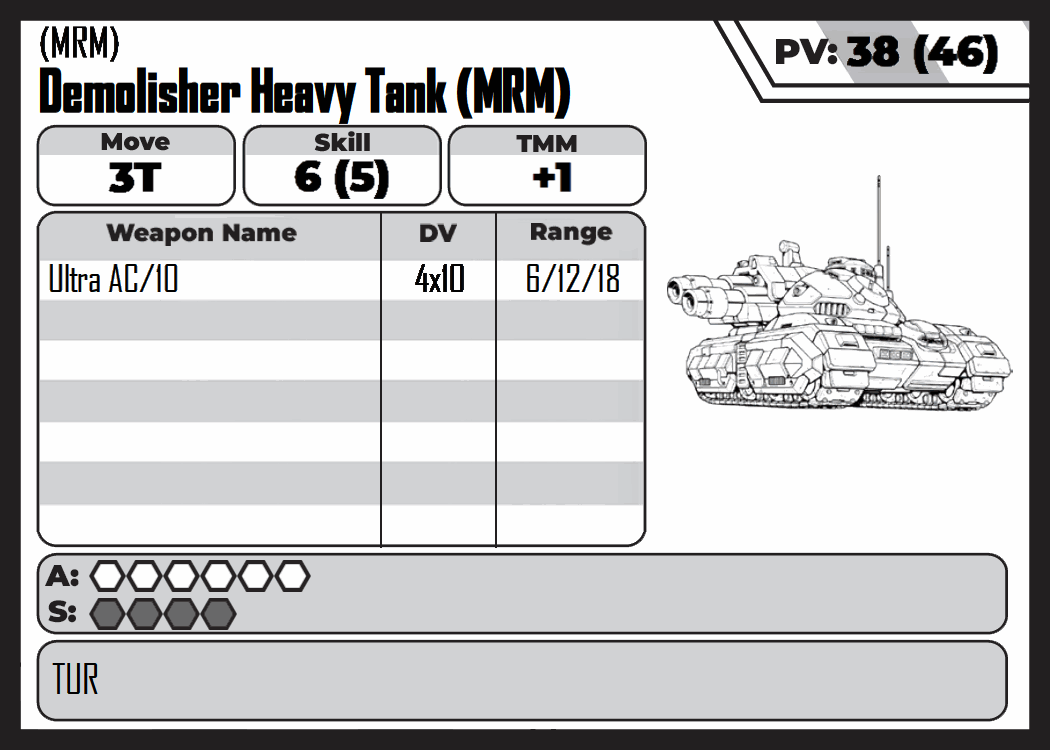 (MRM)
Demolisher Heavy Tank (MRM)
PV: 38 (46)
Move Skill TMM
3T 6 (5) +1
Weapon Name DV Range
Ultra AC/10 4x10 6/12/18
A:
S:
TUR